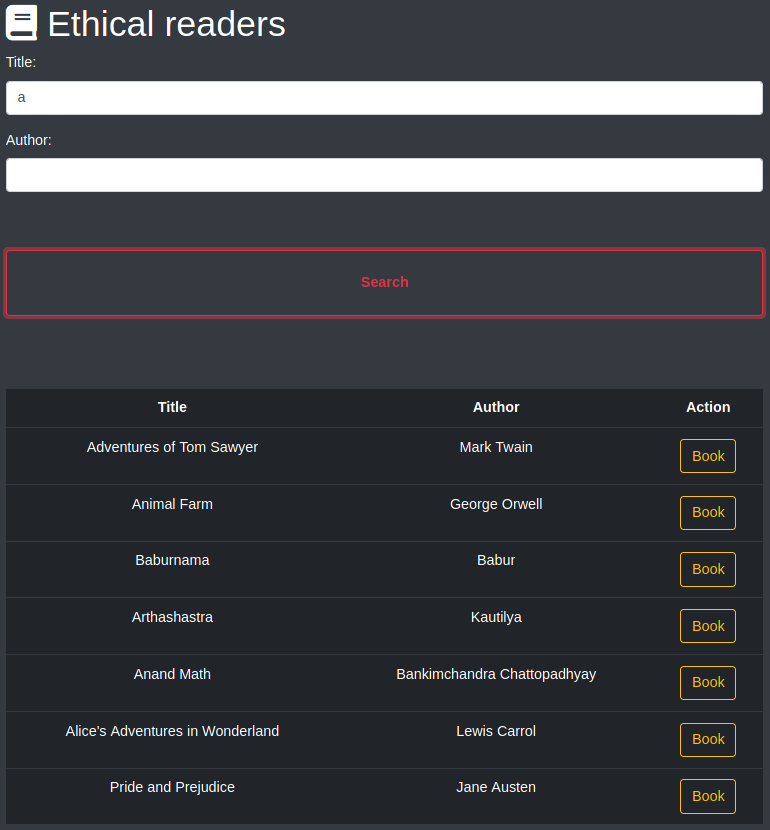 Ethical readers
Title:
a
Author:
Search
Title Author Action
Adventures of Tom Sawyer Mark Twain Book
Animal Farm George Orwell Book
Baburnama Babur Book
Arthashastra Kautilya Book
Anand Math Bankimchandra Chattopadhyay Book
Alice's Adventures in Wonderland Lewis Carrol Book
Pride and Prejudice Jane Austen Book